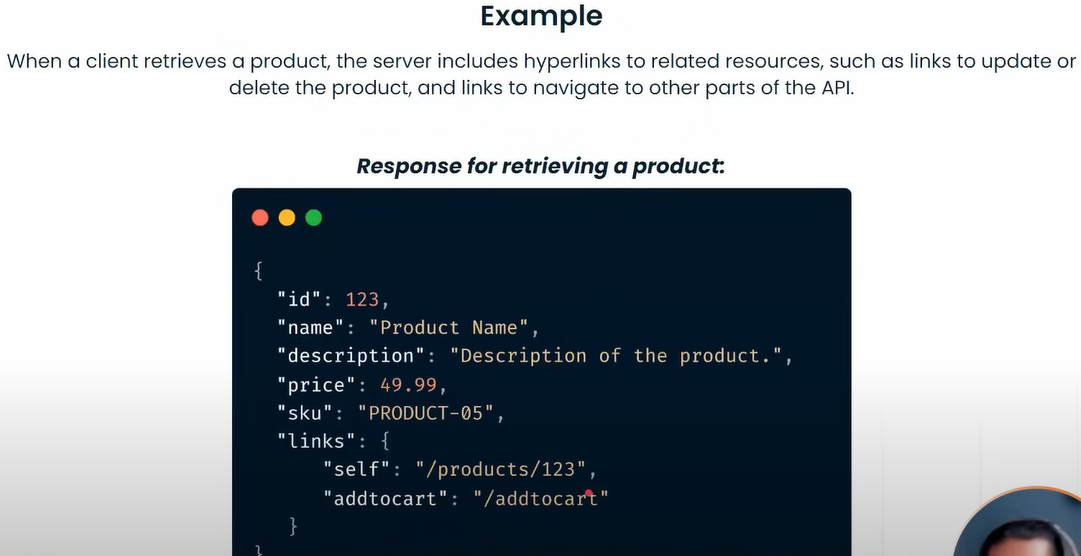 Example
When a client retrieves a product, the server includes hyperlinks to related resources, such as links to update or
delete the product, and links to navigate to other parts of the API.
Response for retrieving a product:
{
"id": 123,
"name": "Product Name",
"description": "Description of the product.",
"price": 49.99,
"sku": "PRODUCT-05",
"links": {
"self": "/products/123",
"addtocart": "/addtocart"
}
}